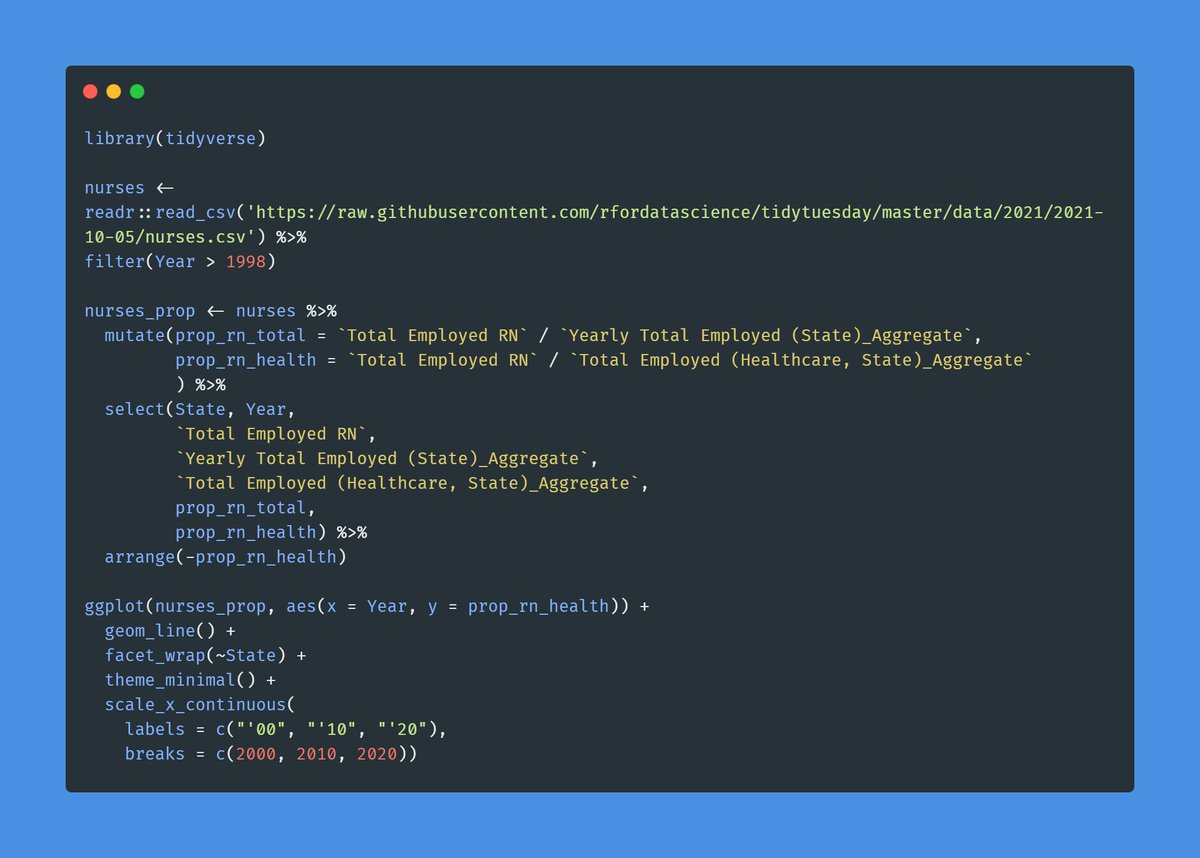 library(tidyverse)
nurses <-
readr::read_csv('https://raw.githubusercontent.com/rfordatascience/tidytuesday/master/data/2021/2021-
10-05/nurses.csv') %>%
filter(Year > 1998)
nurses_prop <- nurses %>%
  mutate(prop_rn_total = `Total Employed RN` / `Yearly Total Employed (State)_Aggregate`,
         prop_rn_health = `Total Employed RN` / `Total Employed (Healthcare, State)_Aggregate`
         ) %>%
  select(State, Year,
         `Total Employed RN`,
         `Yearly Total Employed (State)_Aggregate`,
         `Total Employed (Healthcare, State)_Aggregate`,
         prop_rn_total,
         prop_rn_health) %>%
  arrange(-prop_rn_health)
ggplot(nurses_prop, aes(x = Year, y = prop_rn_health)) +
  geom_line() +
  facet_wrap(~State) +
  theme_minimal() +
  scale_x_continuous(
    labels = c("'00", "'10", "'20"),
    breaks = c(2000, 2010, 2020))